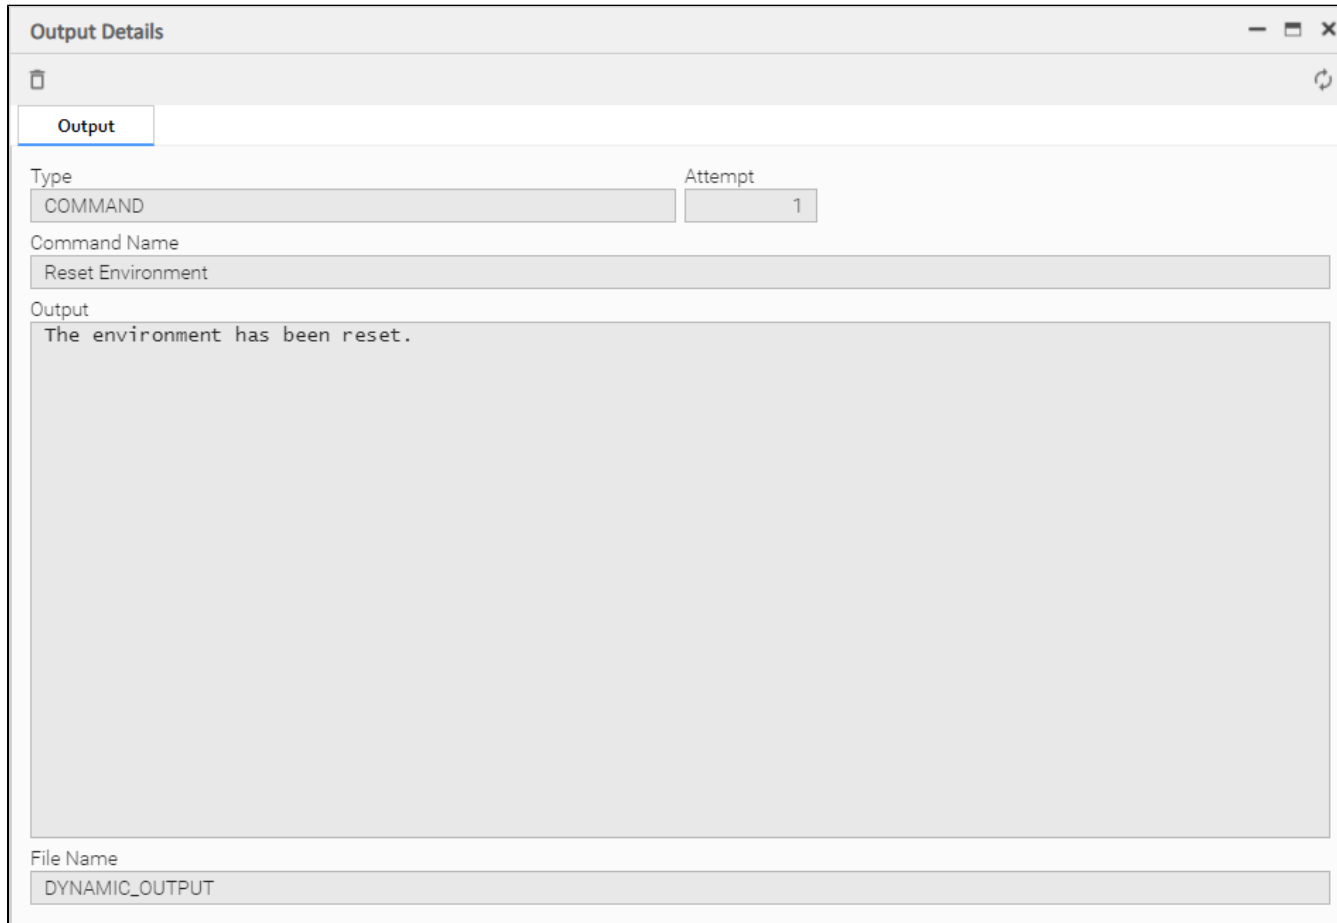 Output Details
Output
Type
Attempt
COMMAND
1
Command Name
Reset Environment
Output
The environment has been reset.
File Name
DYNAMIC_OUTPUT